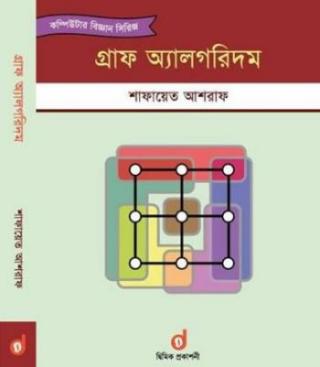 কম্পিউটার বিজ্ঞান সিরিজ
গ্রাফ অ্যালগরিদম
শাফায়েত আশরাফ
দ্বিমিক প্রকাশনী
গ্রাফ অ্যালগরিদম
শাফায়েত আশরাফ